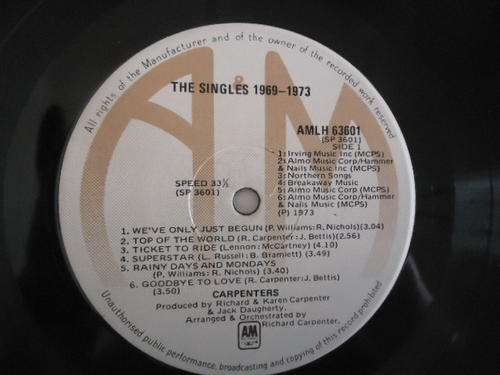 All rights of the Manufacturer and of the owner of the recorded work reserved
A&M
THE SINGLES 1969-1973
AMLH 63601
(SP 3601)
SIDE 1
1: Irving Music Inc (MCPS)
2: Almo Music Corp/Hammer
& Nails Music Inc (MCPS)
3: Northern Songs
4: Breakaway Music
5: Almo Music Corp (MCPS)
6: Almo Music Corp/Hammer
& Nails Music Inc (MCPS)
(P) 1973
SPEED 33⅓
(SP 3601)
1. WE'VE ONLY JUST BEGUN (P. Williams: R. Nichols)(3.04)
2. TOP OF THE WORLD (R. Carpenter: J. Bettis)(2.56)
3. TICKET TO RIDE (Lennon: McCartney) (4.10)
4. SUPERSTAR (L. Russell: B. Bramlett) (3.49)
5. RAINY DAYS AND MONDAYS
(P. Williams: R. Nichols) (3.40)
6. GOODBYE TO LOVE (R. Carpenter: J. Bettis)
(3.50)
CARPENTERS
Produced by Richard & Karen Carpenter
& Jack Daugherty,
Arranged & Orchestrated by
Richard Carpenter,
AM
Unauthorised public performance, broadcasting and copying of this record prohibited